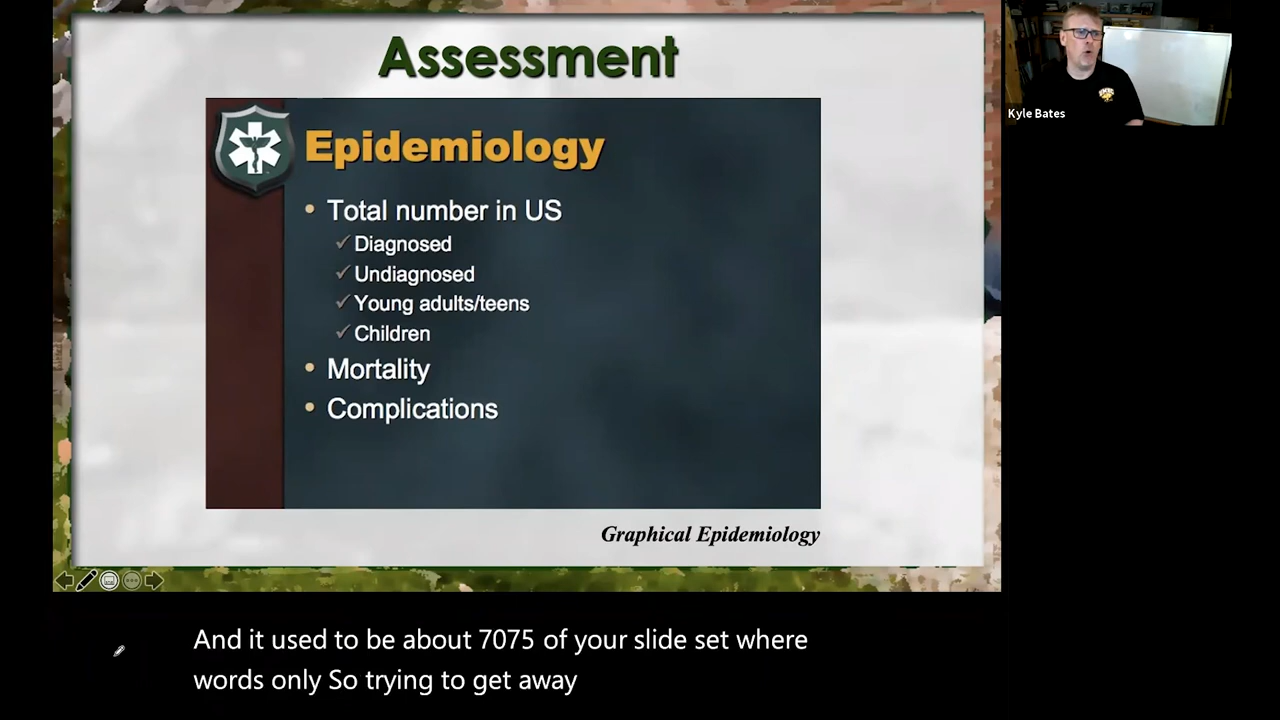 Assessment
Epidemiology
• Total number in US
✓Diagnosed
✓Undiagnosed
✓Young adults/teens
✓Children
• Mortality
• Complications
Graphical Epidemiology
Kyle Bates
And it used to be about 7075 of your slide set where
words only So trying to get away